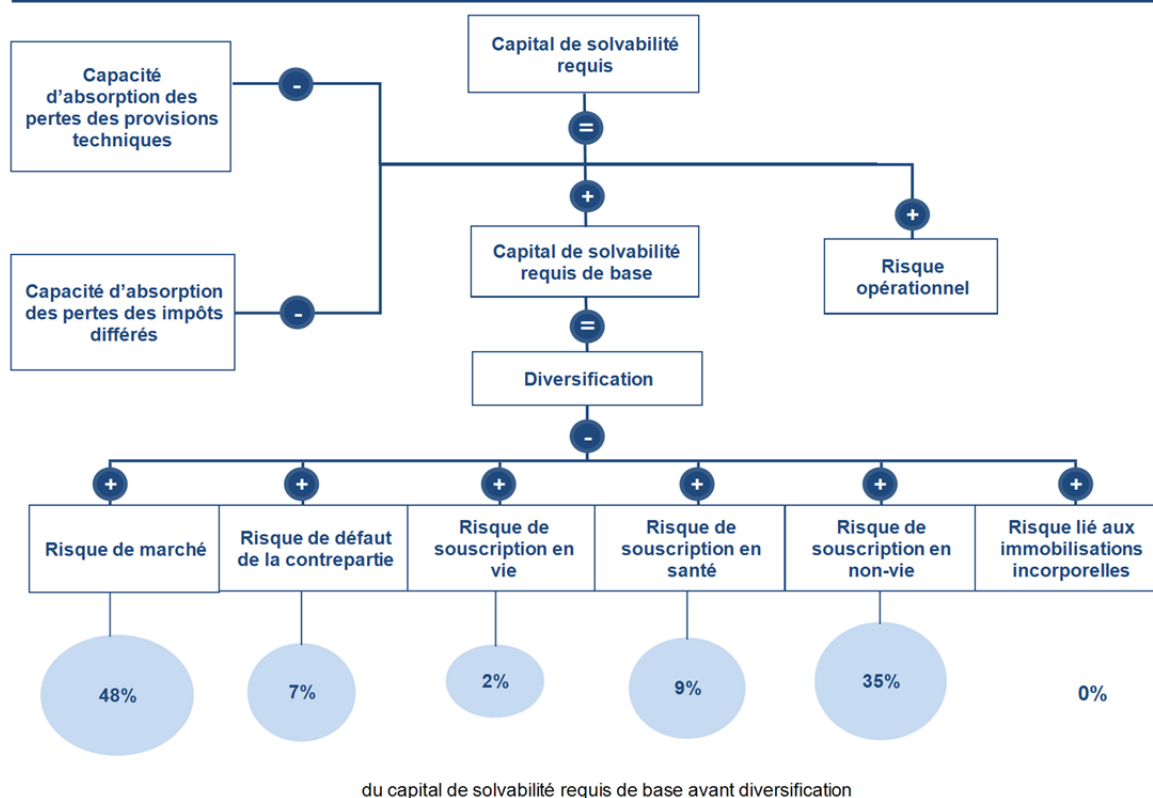 Capital de solvabilité
requis
Capacité
d'absorption des
pertes des provisions
techniques
-
=
+
+
Capital de solvabilité
requis de base
Risque
opérationnel
Capacité d'absorption
des pertes des impôts
différés
-
=
Diversification
-
+
+
+
+
+
+
Risque de marché
Risque de défaut
de la contrepartie
Risque de
souscription en
vie
Risque de
souscription en
santé
Risque de
souscription en
non-vie
Risque lié aux
immobilisations
incorporelles
48%
7%
2%
9%
35%
0%
du capital de solvabilité requis de base avant diversification